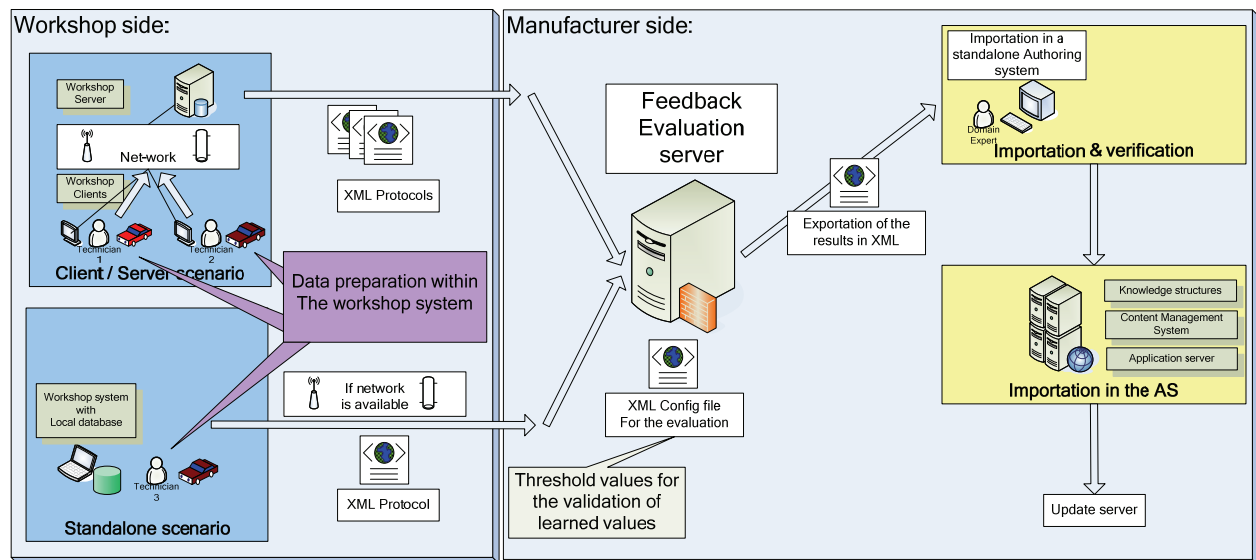 Workshop side:
Workshop
Server
Net-work
Workshop
Clients
Technician
1
Technician
2
Client / Server scenario
XML Protocols
Data preparation within
The workshop system
Workshop system
with
Local database
Technician
3
Standalone scenario
If network
is available
XML Protocol
Manufacturer side:
Feedback
Evaluation
server
XML Config file
For the evaluation
Threshold values for
the validation of
learned values
Exportation of the
results in XML
Importation in a
standalone Authoring
system
Domain
Expert
Importation & verification
Knowledge structures
Content Management
System
Application server
Importation in the AS
Update server